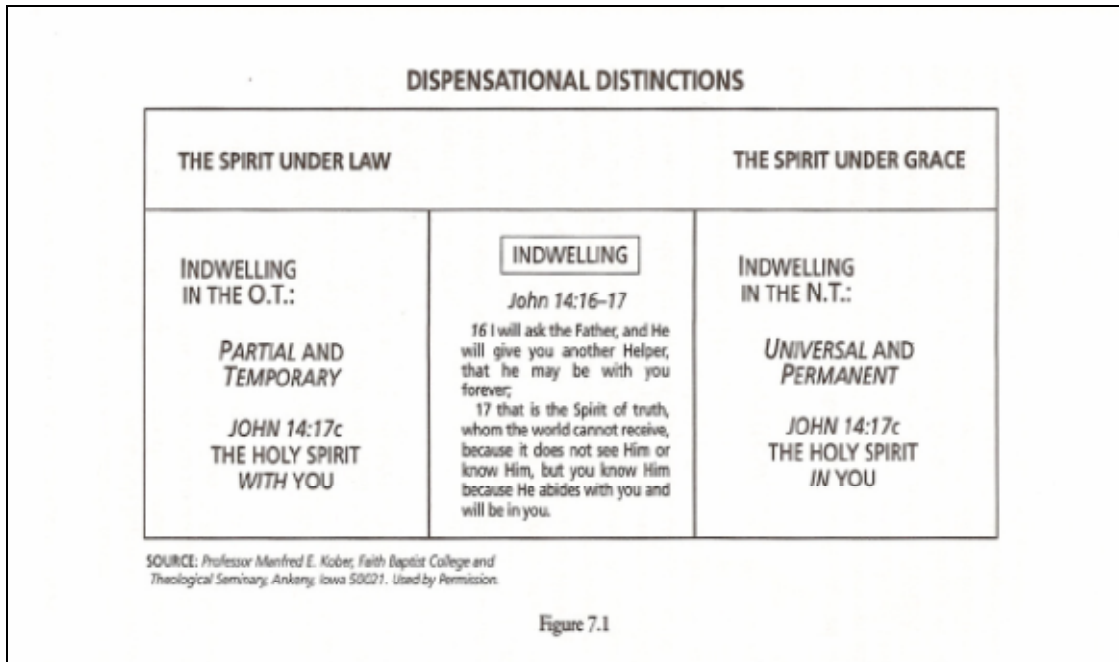 DISPENSATIONAL DISTINCTIONS
THE SPIRIT UNDER LAW
THE SPIRIT UNDER GRACE
INDWELLING
IN THE O.T.:
PARTIAL AND
TEMPORARY
JOHN 14:17c
THE HOLY SPIRIT
WITH YOU
INDWELLING
John 14:16–17
16 I will ask the Father, and He
will give you another Helper,
that he may be with you
forever;
17 that is the Spirit of truth,
whom the world cannot receive,
because it does not see Him or
know Him, but you know Him
because He abides with you and
will be in you.
INDWELLING
IN THE N.T.:
UNIVERSAL AND
PERMANENT
JOHN 14:17c
THE HOLY SPIRIT
IN YOU
SOURCE: Professor Manfred E. Kober, Faith Baptist College and
Theological Seminary, Ankeny, Iowa 50021. Used by Permission.
Figure 7.1